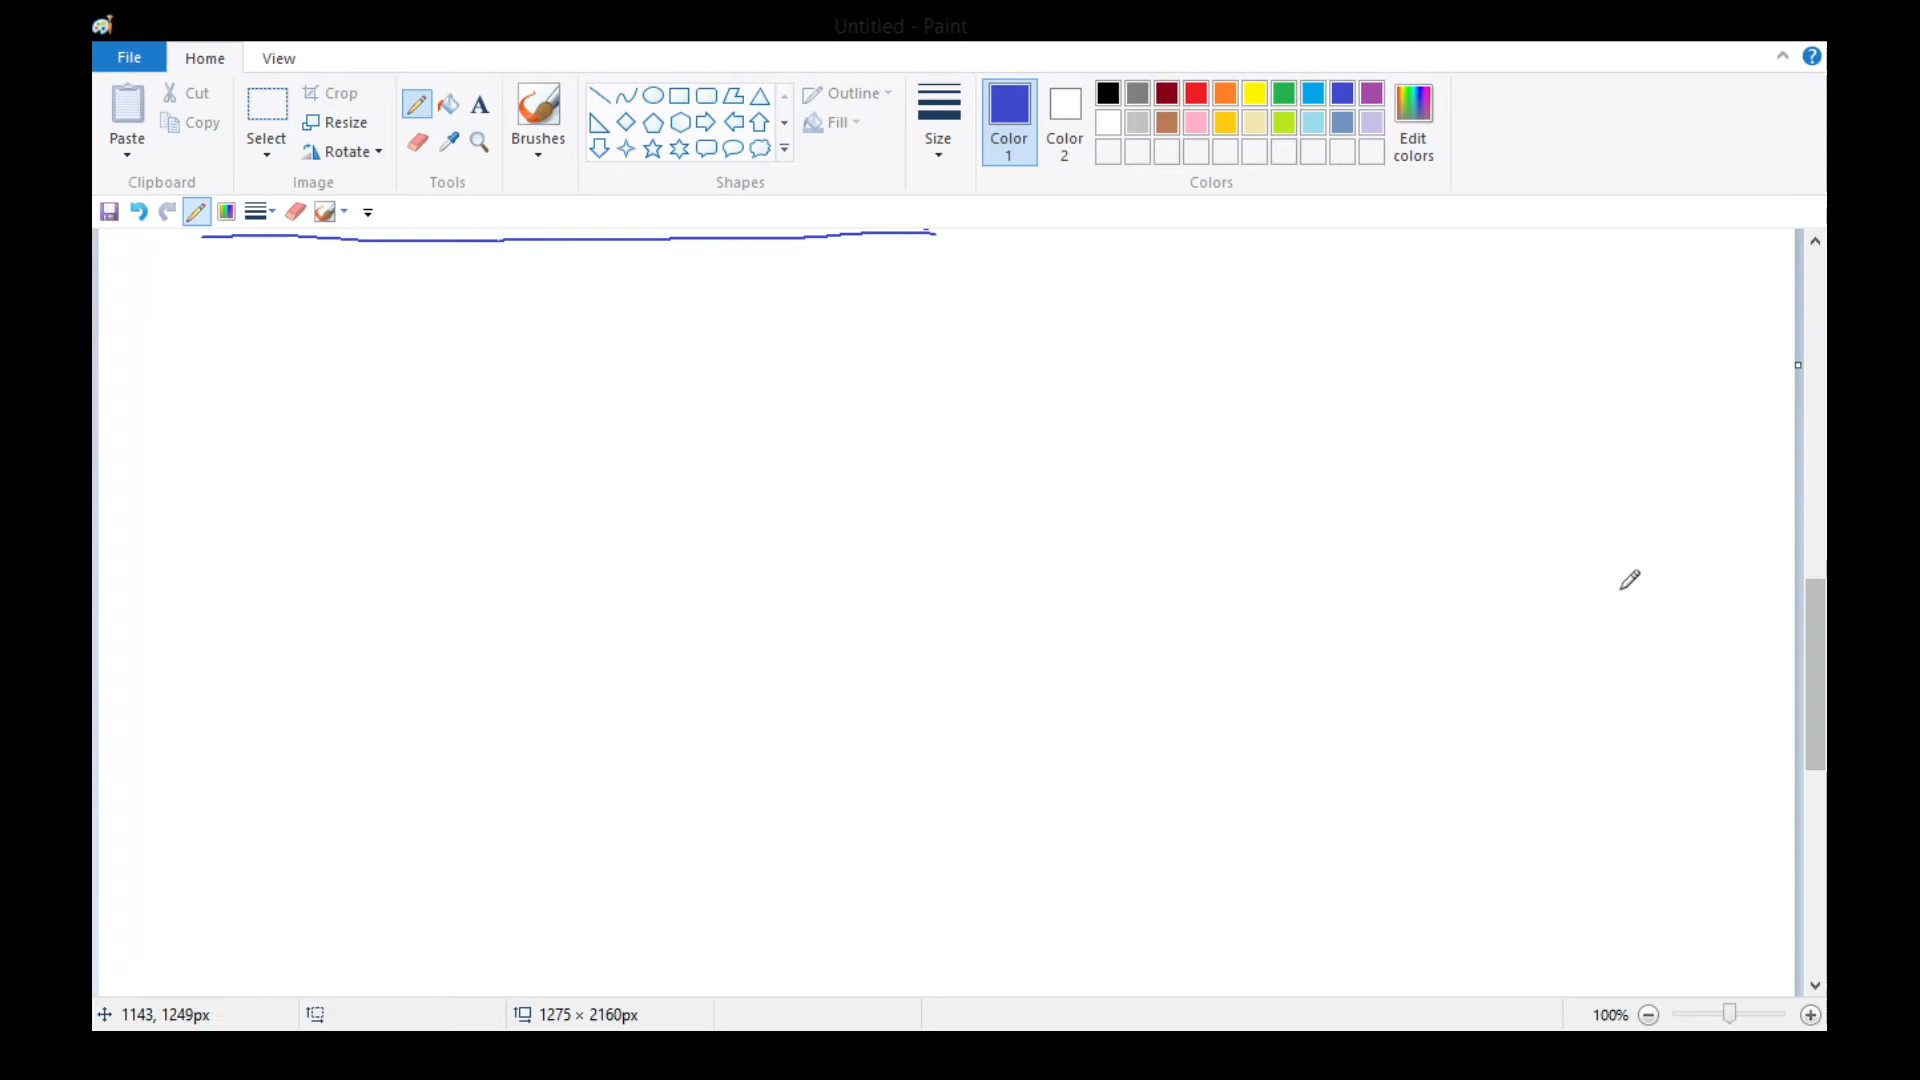 Untitled - Paint
File Home View
Paste Cut Copy Clipboard
Select Crop Resize Rotate Image
A Tools
Brushes
Outline Fill Shapes
Size
Color 1 Color 2 Edit colors Colors
?
1143, 1249px 1275 × 2160px 100%